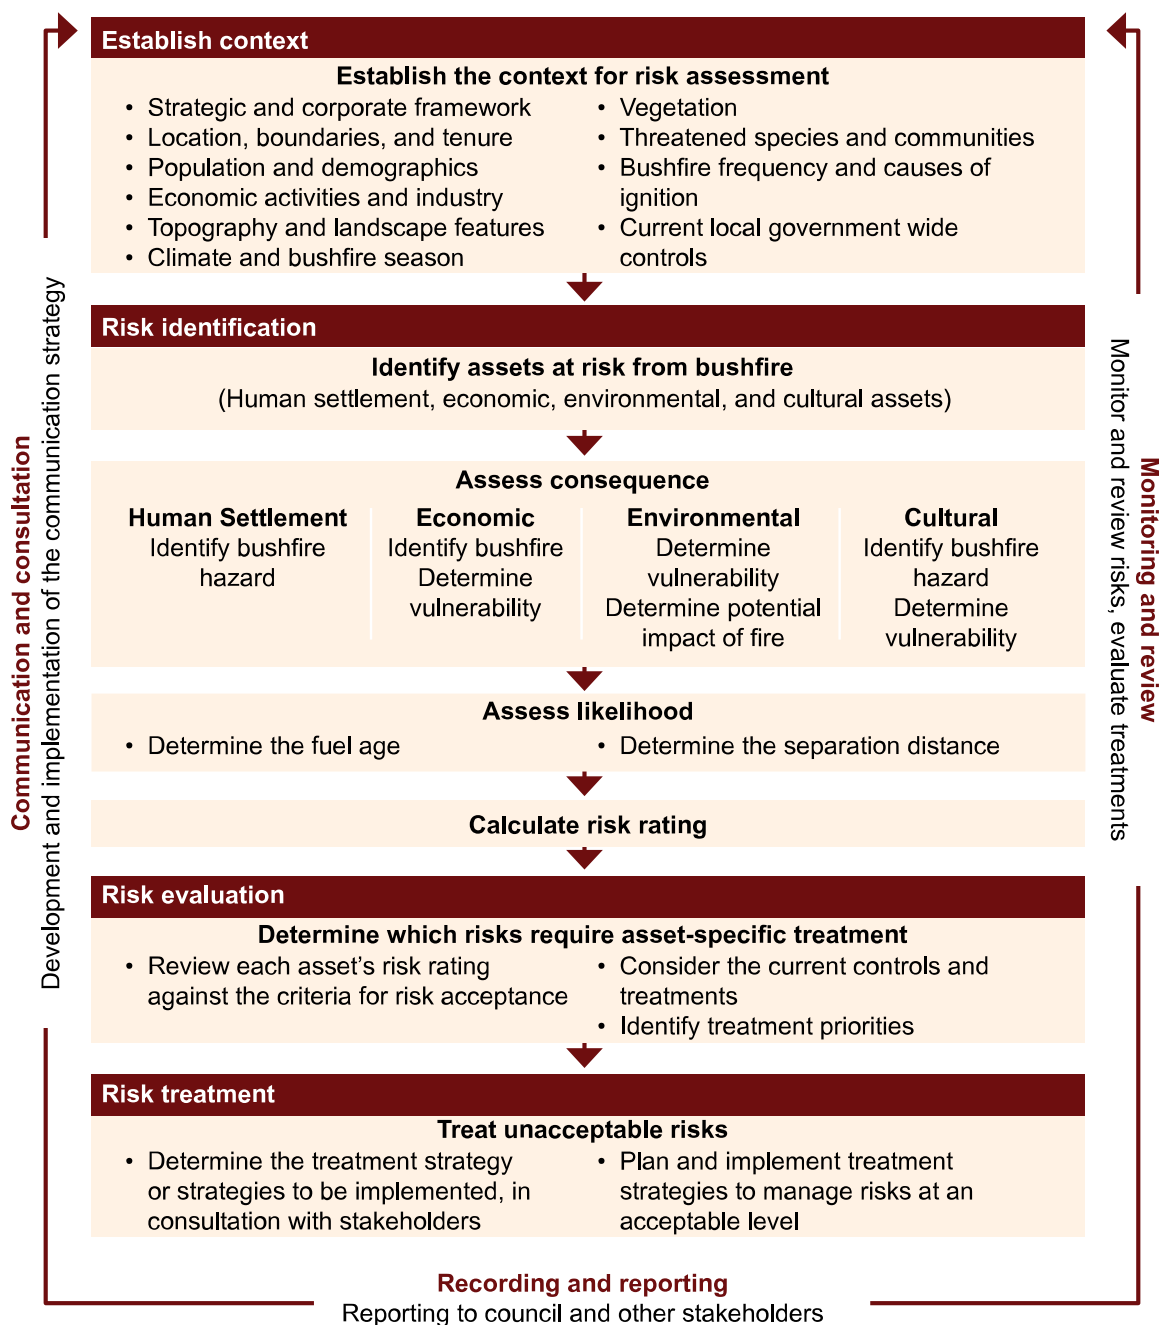 Establish context
Establish the context for risk assessment
• Strategic and corporate framework
• Location, boundaries, and tenure
• Population and demographics
• Economic activities and industry
• Topography and landscape features
• Climate and bushfire season
• Vegetation
• Threatened species and communities
• Bushfire frequency and causes of
ignition
• Current local government wide
controls
Risk identification
Identify assets at risk from bushfire
(Human settlement, economic, environmental, and cultural assets)
Assess consequence
Human Settlement
Identify bushfire
hazard
Economic
Identify bushfire
Determine
vulnerability
Environmental
Determine
vulnerability
Determine potential
impact of fire
Cultural
Identify bushfire
hazard
Determine
vulnerability
Assess likelihood
• Determine the fuel age
• Determine the separation distance
Calculate risk rating
Risk evaluation
Determine which risks require asset-specific treatment
• Review each asset’s risk rating
against the criteria for risk acceptance
• Consider the current controls and
treatments
• Identify treatment priorities
Risk treatment
Treat unacceptable risks
• Determine the treatment strategy
or strategies to be implemented, in
consultation with stakeholders
• Plan and implement treatment
strategies to manage risks at an
acceptable level
Communication and consultation
Development and implementation of the communication strategy
Monitoring and review
Monitor and review risks, evaluate treatments
Recording and reporting
Reporting to council and other stakeholders